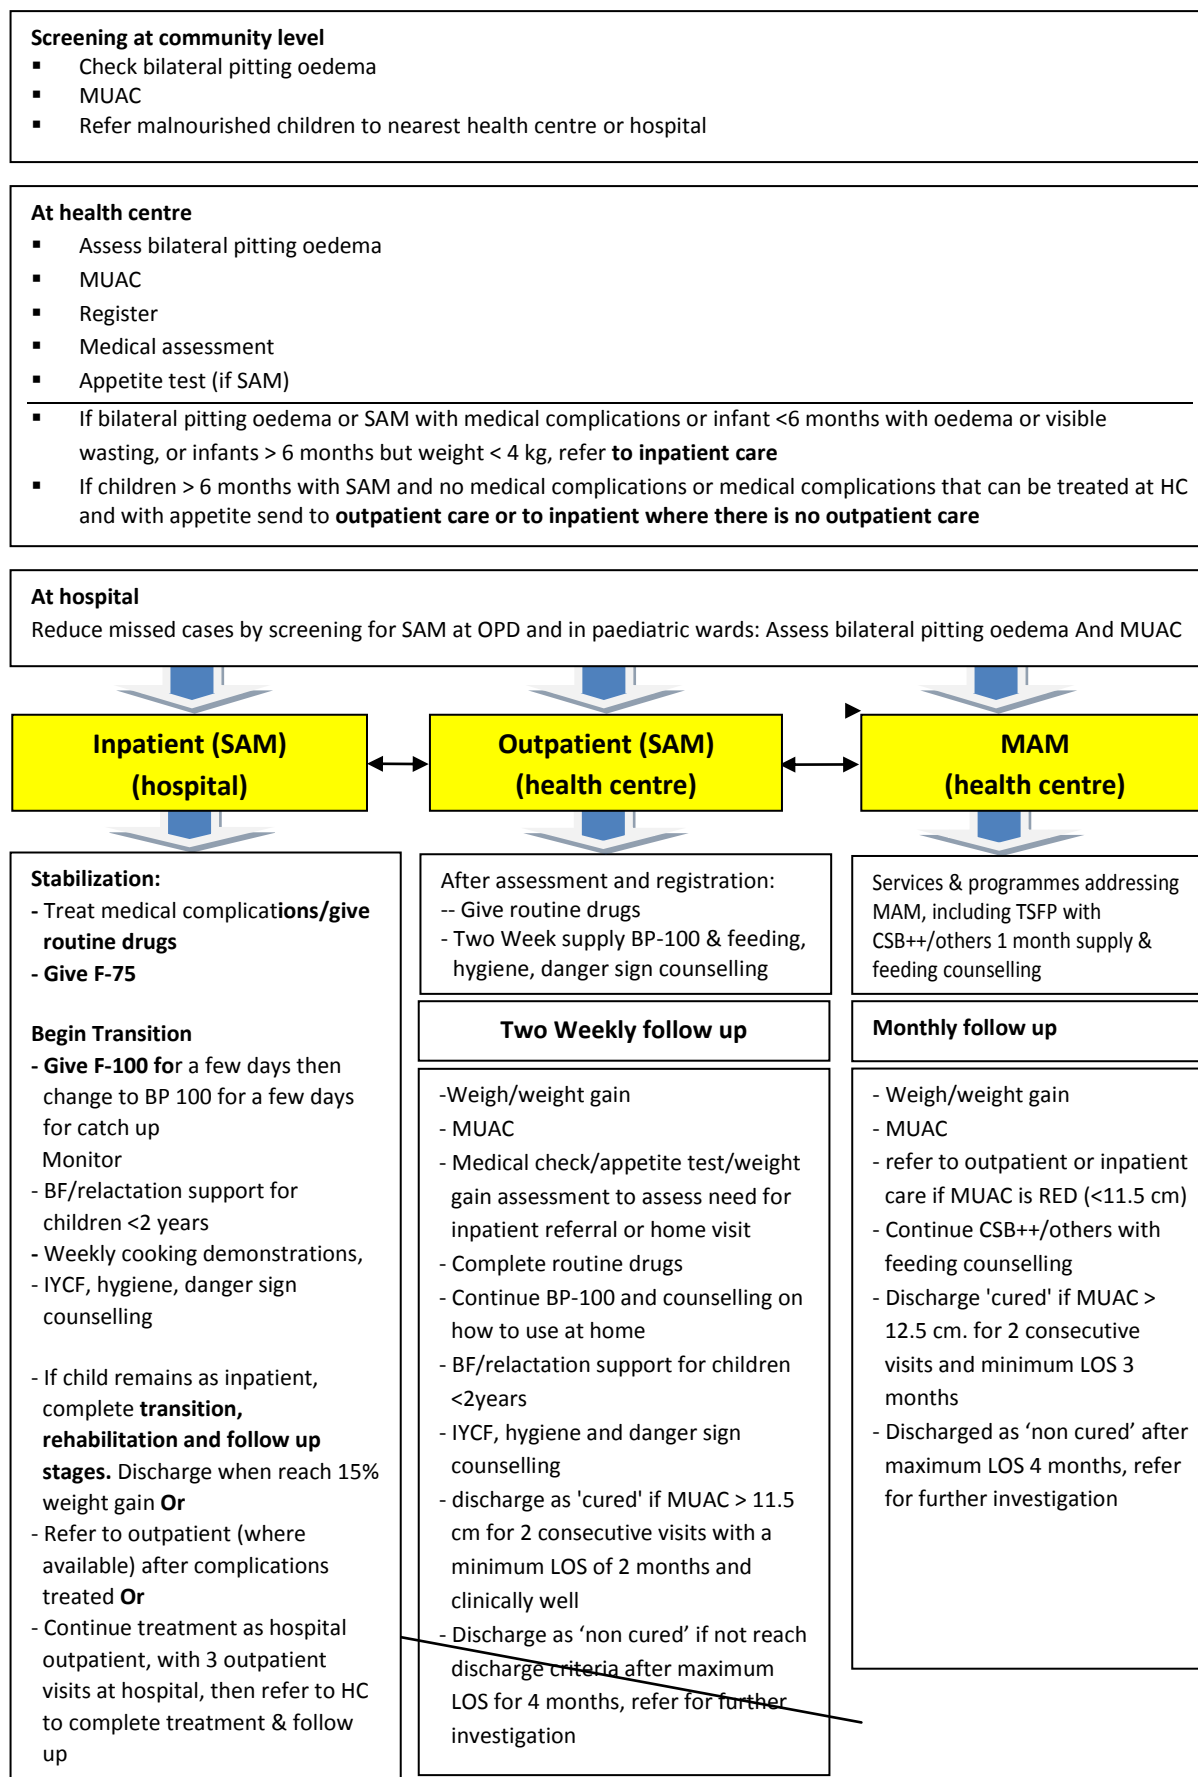 Screening at community level
▪ Check bilateral pitting oedema
▪ MUAC
▪ Refer malnourished children to nearest health centre or hospital
At health centre
▪ Assess bilateral pitting oedema
▪ MUAC
▪ Register
▪ Medical assessment
▪ Appetite test (if SAM)
▪ If bilateral pitting oedema or SAM with medical complications or infant <6 months with oedema or visible
wasting, or infants > 6 months but weight < 4 kg, refer to inpatient care
▪ If children > 6 months with SAM and no medical complications or medical complications that can be treated at HC
and with appetite send to outpatient care or to inpatient where there is no outpatient care
At hospital
Reduce missed cases by screening for SAM at OPD and in paediatric wards: Assess bilateral pitting oedema And MUAC
Inpatient (SAM)
(hospital)
Outpatient (SAM)
(health centre)
MAM
(health centre)
Stabilization:
- Treat medical complications/give
routine drugs
- Give F-75
Begin Transition
- Give F-100 for a few days then
change to BP 100 for a few days
for catch up
Monitor
- BF/relactation support for
children <2 years
- Weekly cooking demonstrations,
- IYCF, hygiene, danger sign
counselling
- If child remains as inpatient,
complete transition,
rehabilitation and follow up
stages. Discharge when reach 15%
weight gain Or
- Refer to outpatient (where
available) after complications
treated Or
- Continue treatment as hospital
outpatient, with 3 outpatient
visits at hospital, then refer to HC
to complete treatment & follow
up
After assessment and registration:
-- Give routine drugs
- Two Week supply BP-100 & feeding,
hygiene, danger sign counselling
Two Weekly follow up
-Weigh/weight gain
- MUAC
- Medical check/appetite test/weight
gain assessment to assess need for
inpatient referral or home visit
- Complete routine drugs
- Continue BP-100 and counselling on
how to use at home
- BF/relactation support for children
<2years
- IYCF, hygiene and danger sign
counselling
- discharge as 'cured' if MUAC > 11.5
cm for 2 consecutive visits with a
minimum LOS of 2 months and
clinically well
- Discharge as ‘non cured’ if not reach
discharge criteria after maximum
LOS for 4 months, refer for further
investigation
Services & programmes addressing
MAM, including TSFP with
CSB++/others 1 month supply &
feeding counselling
Monthly follow up
- Weigh/weight gain
- MUAC
- refer to outpatient or inpatient
care if MUAC is RED (<11.5 cm)
- Continue CSB++/others with
feeding counselling
- Discharge 'cured' if MUAC >
12.5 cm. for 2 consecutive
visits and minimum LOS 3
months
- Discharged as ‘non cured’ after
maximum LOS 4 months, refer
for further investigation